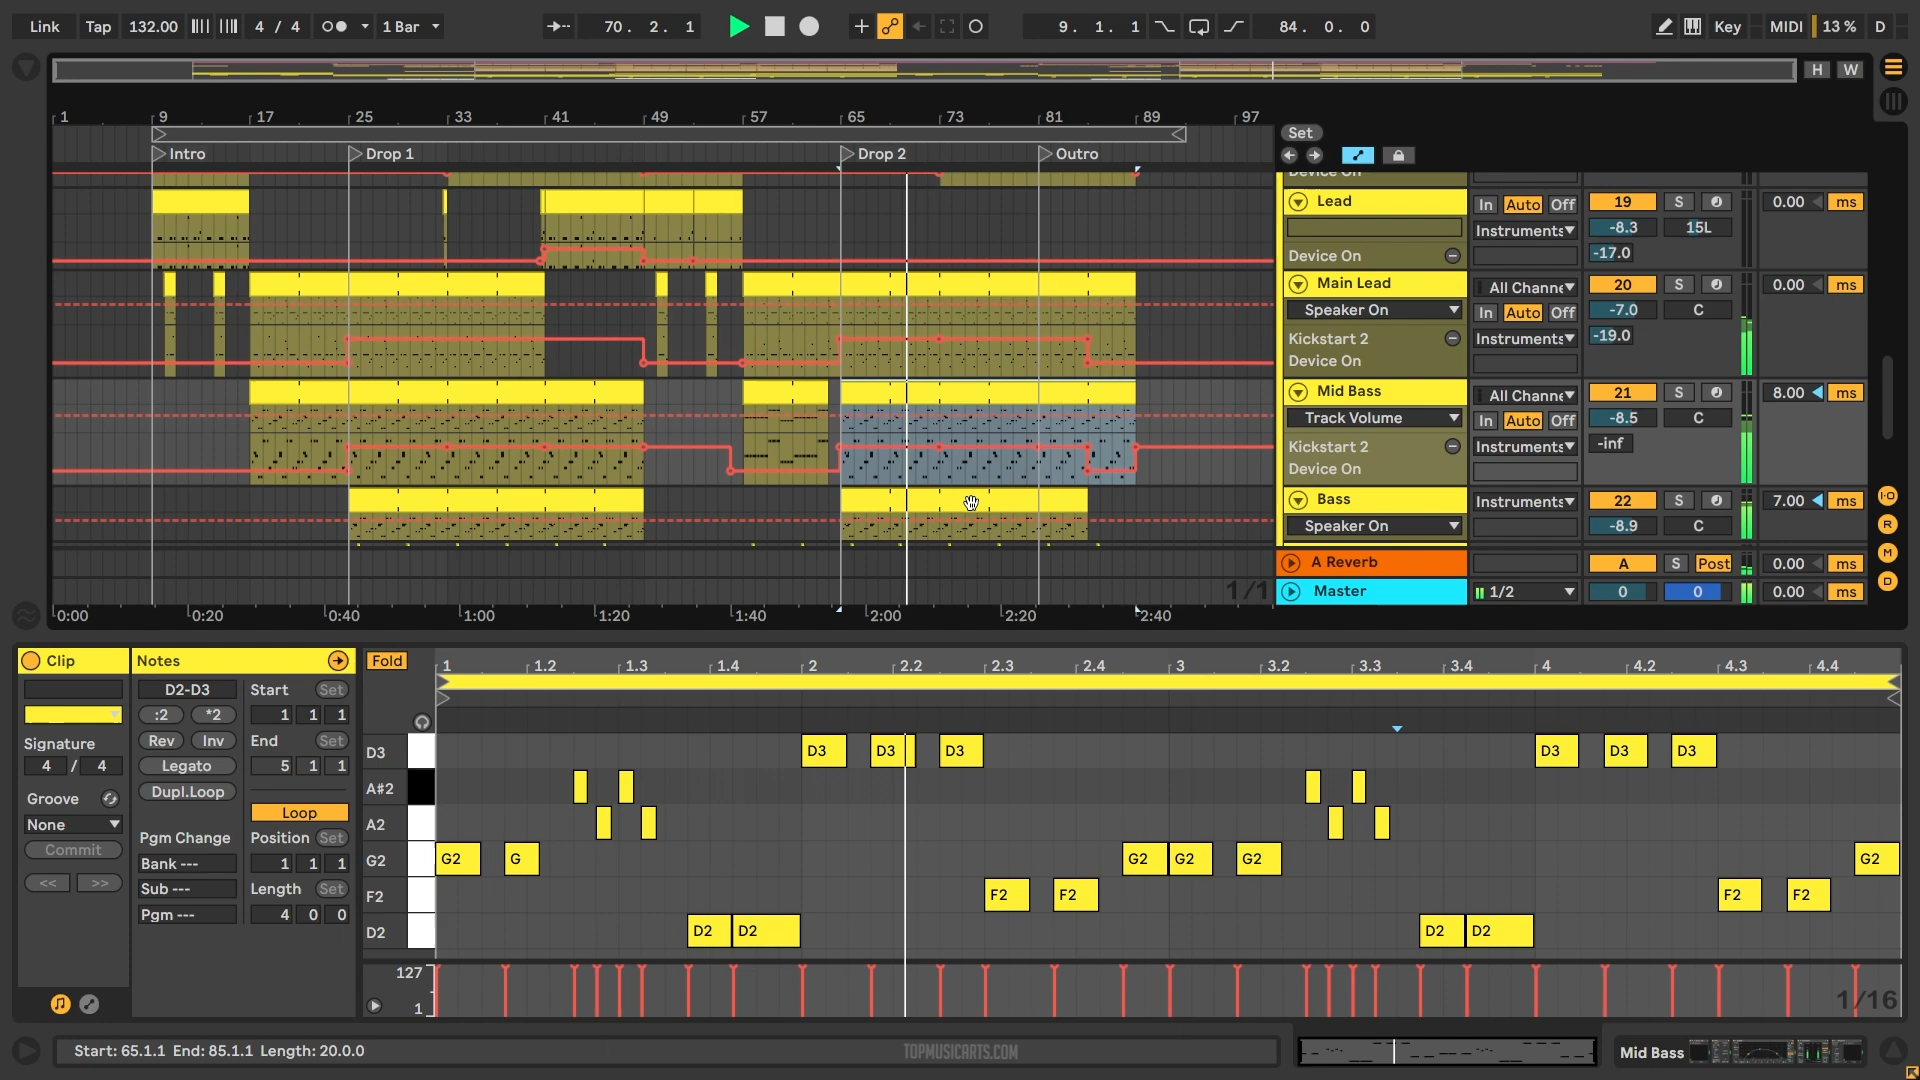 Link Tap 132.00 4 / 4 1 Bar 70. 2. 1 9. 1. 1 84. 0. 0 Key MIDI 13 % D
H W
1 9 17 25 33 41 49 57 65 73 81 89 97
Set
Intro Drop 1 Drop 2 Outro
Device On
Lead In Auto Off 19 S 0.00 ms
Instruments -8.3 15L
Device On -17.0
Main Lead All Channe 20 S 0.00 ms
Speaker On In Auto Off -7.0 C
Kickstart 2 Instruments -19.0
Device On
Mid Bass All Channe 21 S 8.00 ms
Track Volume In Auto Off -8.5 C
Kickstart 2 Instruments -inf
Device On
Bass Instruments 22 S 7.00 ms
Speaker On -8.9 C
A Reverb A S Post 0.00 ms
1/1 Master 1/2 0 0 0.00 ms
0:00 0:20 0:40 1:00 1:20 1:40 2:00 2:20 2:40
I·O
R
M
D
Clip Notes Fold 1 1.2 1.3 1.4 2 2.2 2.3 2.4 3 3.2 3.3 3.4 4 4.2 4.3 4.4
D2-D3 Start Set
:2 *2 1 1 1
Signature Rev Inv End Set
4 / 4 Legato 5 1 1
Groove Dupl.Loop Loop
None Pgm Change Position Set
Commit Bank --- 1 1 1
<< >> Sub --- Length Set
Pgm --- 4 0 0
D3 D3 D3 D3 D3 D3 D3
A#2
A2
G2 G2 G G2 G2 G2 G2
F2 F2 F2 F2 F2
D2 D2 D2 D2 D2
127
1 1/16
Start: 65.1.1 End: 85.1.1 Length: 20.0.0 TOPMUSICARTS.COM Mid Bass